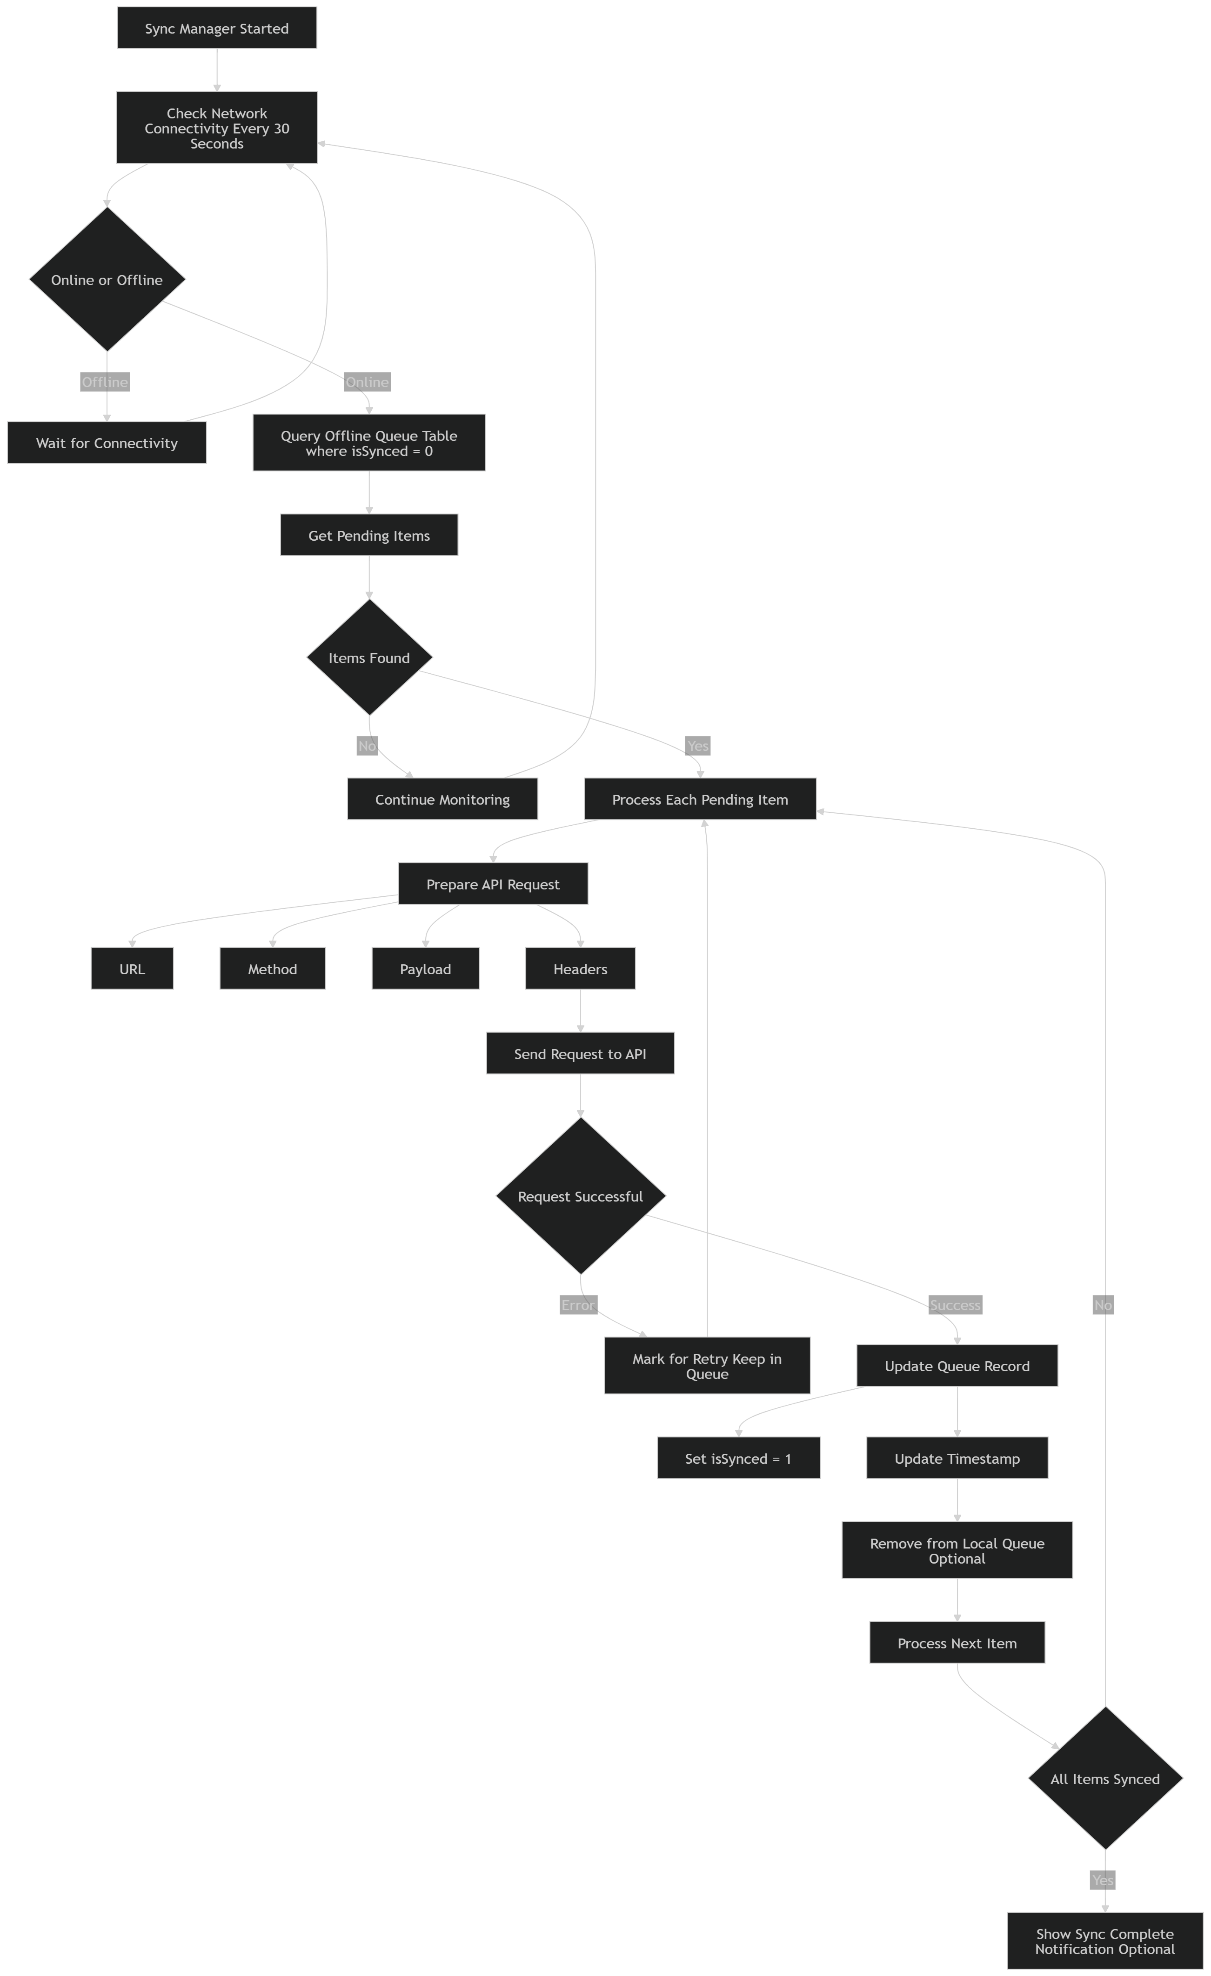 Sync Manager Started
Check Network
Connectivity Every 30
Seconds
Online or Offline
Offline
Online
Wait for Connectivity
Query Offline Queue Table
where isSynced = 0
Get Pending Items
Items Found
No
Yes
Continue Monitoring
Process Each Pending Item
Prepare API Request
URL
Method
Payload
Headers
Send Request to API
Request Successful
Error
Success
No
Mark for Retry Keep in
Queue
Update Queue Record
Set isSynced = 1
Update Timestamp
Remove from Local Queue
Optional
Process Next Item
All Items Synced
Yes
Show Sync Complete
Notification Optional